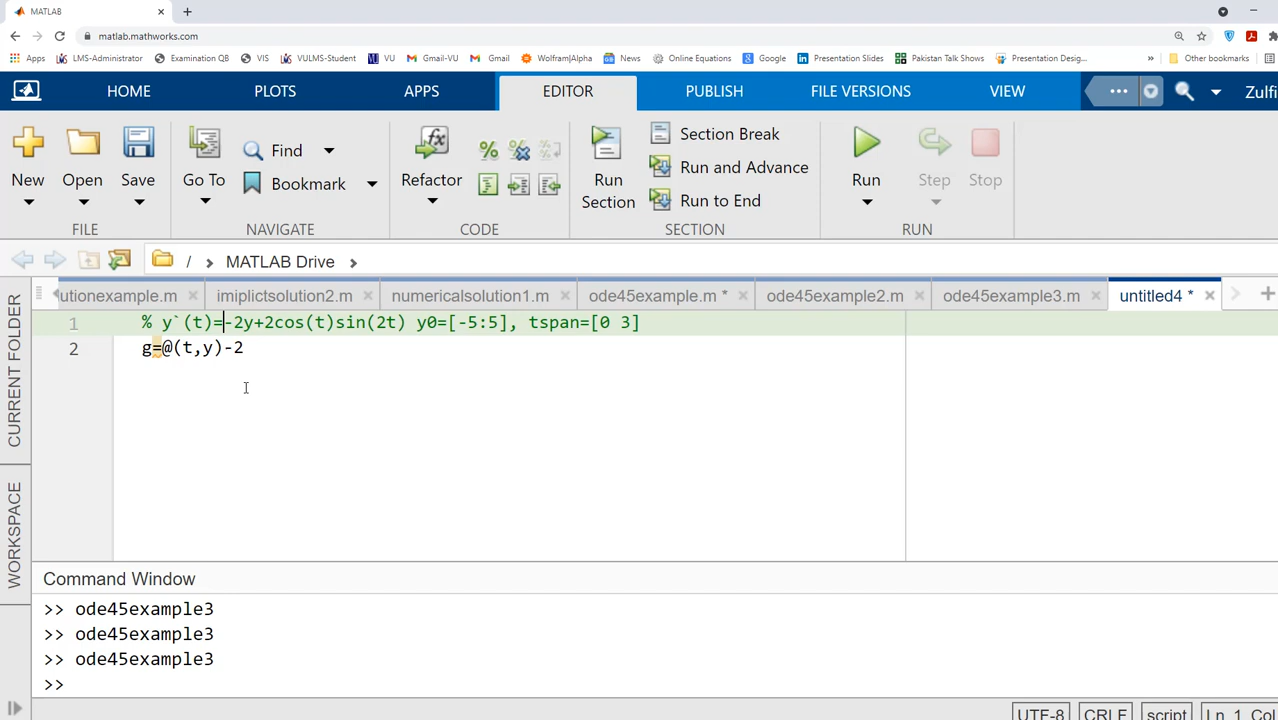 MATLAB
matlab.mathworks.com
Apps LMS-Administrator Examination QB VIS VULMS-Student VU Gmail-VU Gmail Wolfram|Alpha News Online Equations Google Presentation Slides Pakistan Talk Shows Presentation Desig... » Other bookmarks
HOME PLOTS APPS EDITOR PUBLISH FILE VERSIONS VIEW Zulfi
New Open Save Go To Find Bookmark Refactor Run Section Section Break Run and Advance Run to End Run Step Stop
FILE NAVIGATE CODE SECTION RUN
/ MATLAB Drive
utionexample.m imiplictsolution2.m numericalsolution1.m ode45example.m * ode45example2.m ode45example3.m untitled4 *
CURRENT FOLDER
WORKSPACE
1 % y`(t)=-2y+2cos(t)sin(2t) y0=[-5:5], tspan=[0 3]
2 g=@(t,y)-2
Command Window
>> ode45example3
>> ode45example3
>> ode45example3
>>
UTF-8 CRLF script Ln 1 Col